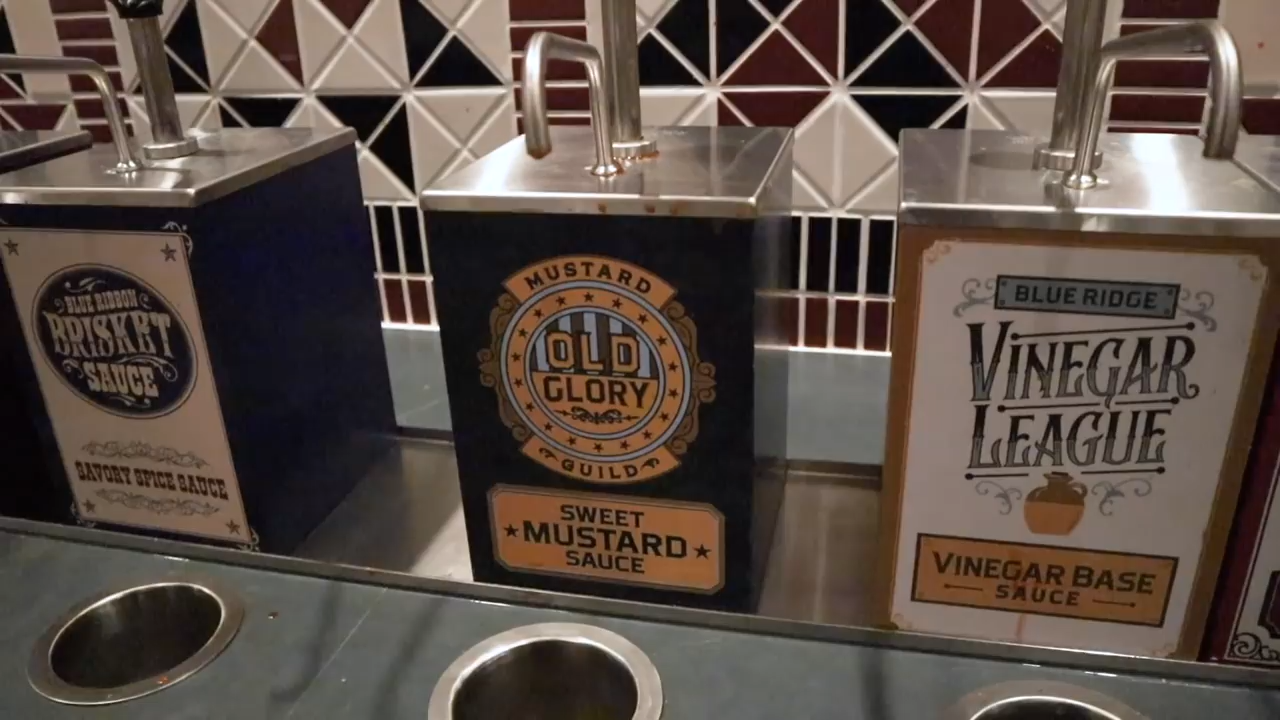 BLUE RIBBON
BRISKET
SAUCE
SAVORY SPICE SAUCE
MUSTARD
OLD
GLORY
GUILD
SWEET
MUSTARD
SAUCE
BLUE RIDGE
VINEGAR
LEAGUE
VINEGAR BASE
SAUCE